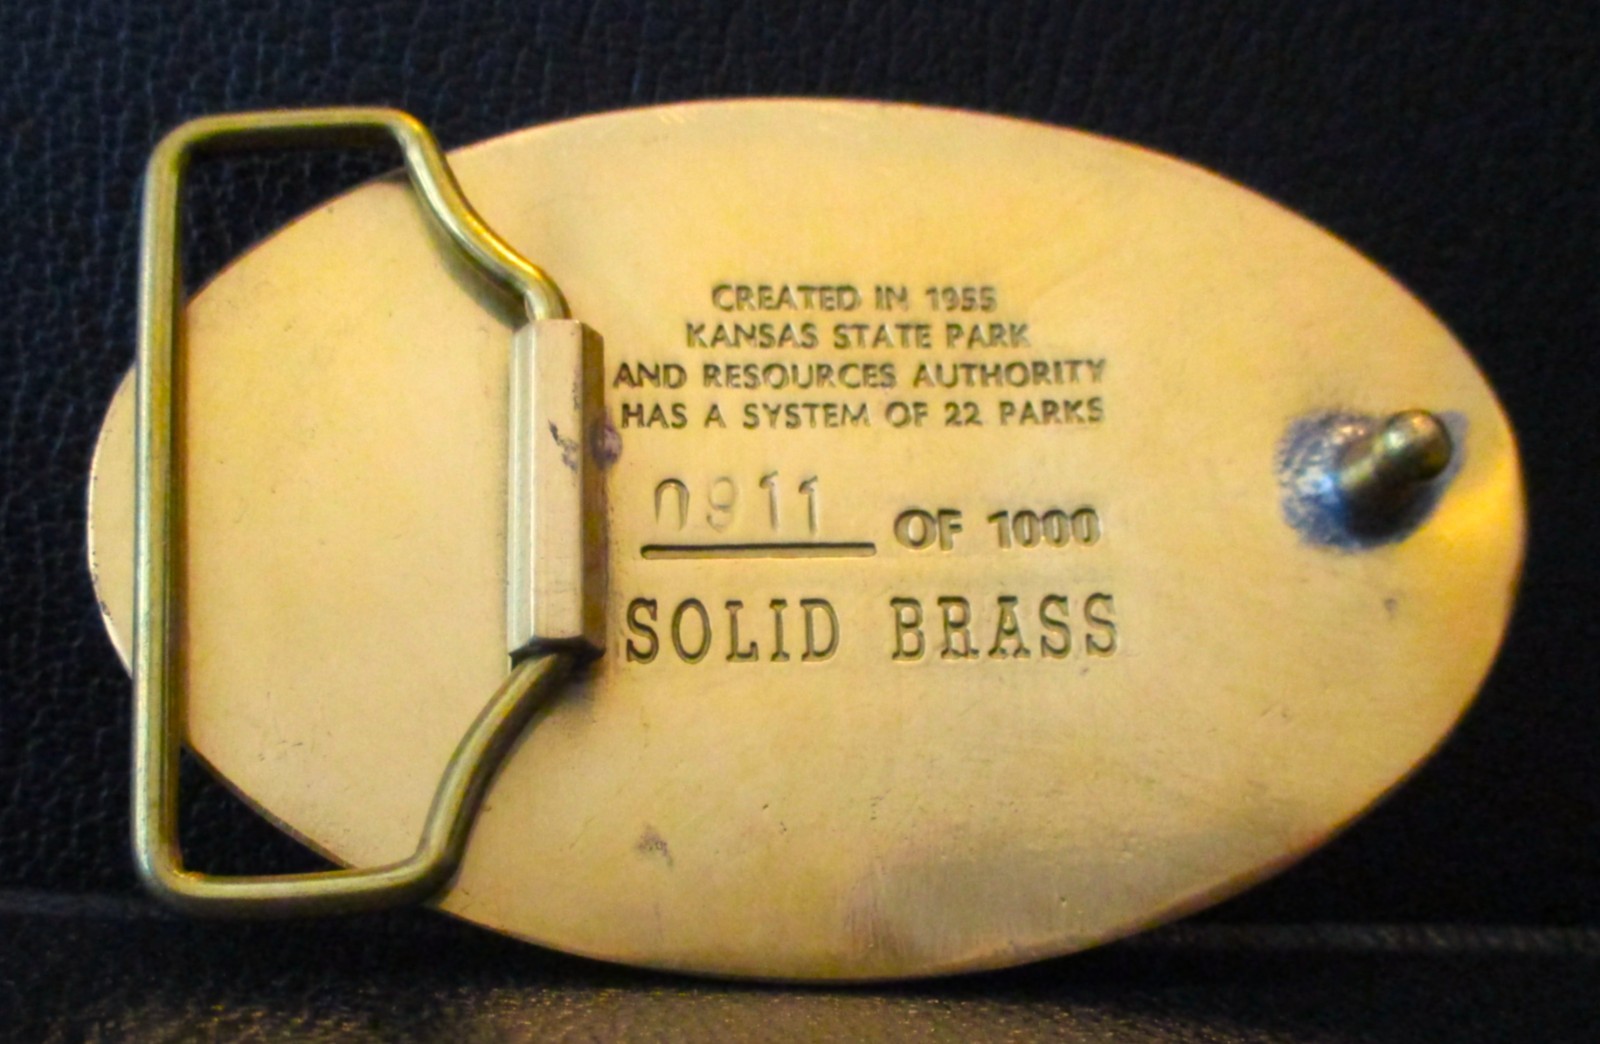 CREATED IN 1955
KANSAS STATE PARK
AND RESOURCES AUTHORITY
HAS A SYSTEM OF 22 PARKS
0911 OF 1000
SOLID BRASS